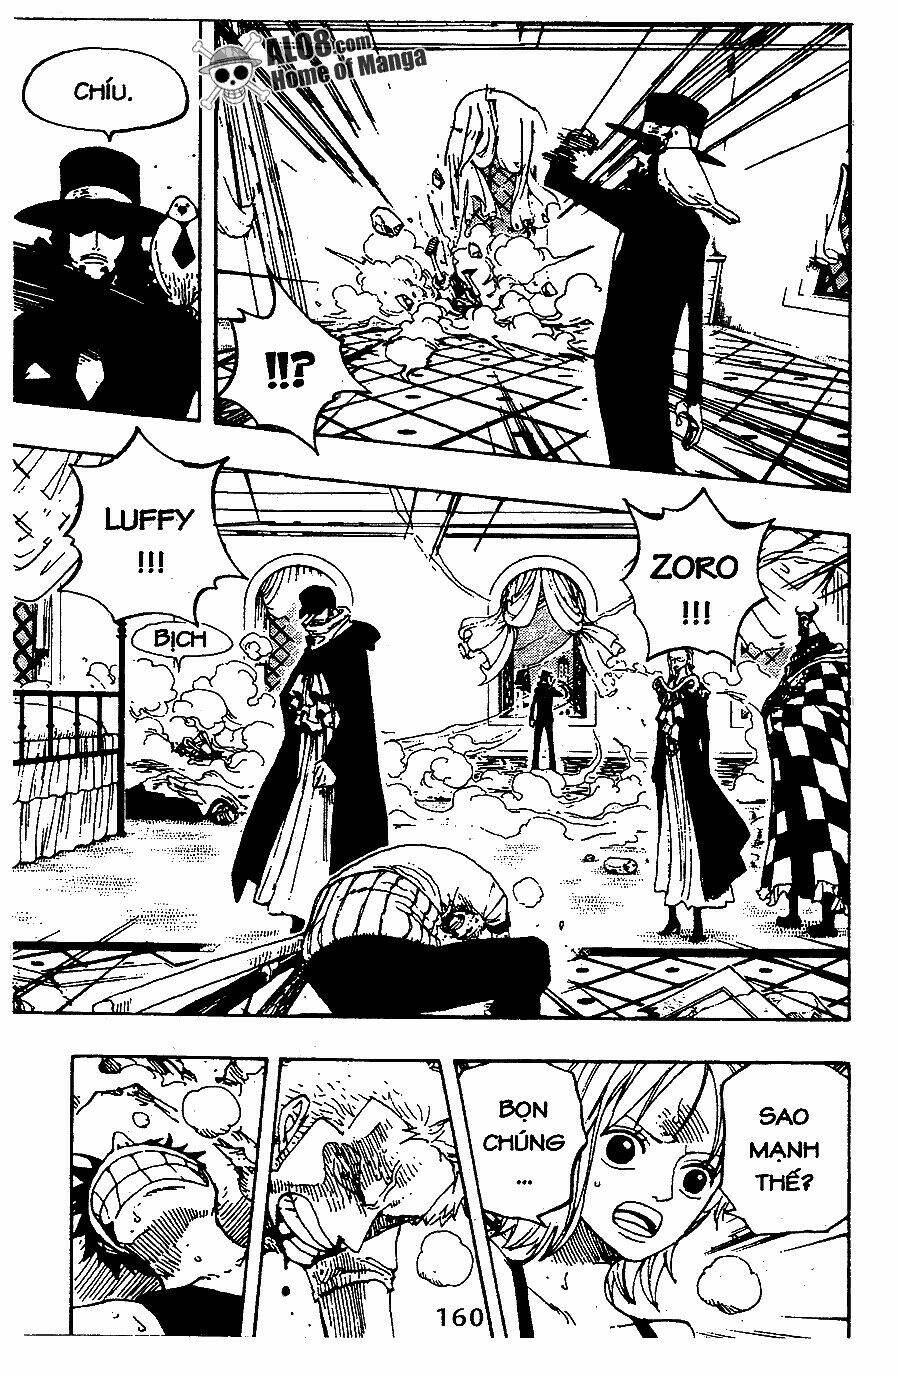 AL08.com
Home of Manga
CHÍU.
!!?
LUFFY
!!!
ZORO
!!!
BỊCH
BỌN
CHÚNG
...
SAO
MẠNH
THẾ?
160